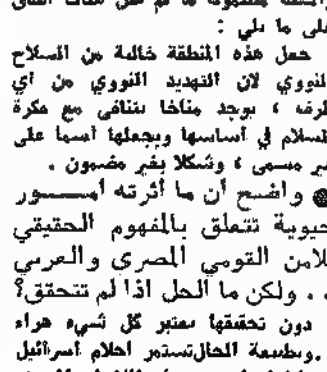 على ما يلي :
جعل هذه المنطقة خالية من السلاح
النووي لان التهديد النووي من أي
طرف ، يوجد مناخا يتنافى مع فكرة
السلام في أساسها ويجعلها اسما على
غير مسمى ، وشكلا بغير مضمون .
● واضح أن ما أثرته أمـــور
حيوية تتعلق بالمفهوم الحقيقي
للامن القومي المصري والعربي
. . ولكن ما الحل اذا لم تتحقق؟
دون تحقيقها يعتبر كل شيء هراء
. وبطبيعة الحال تستمر احلام اسرائيل